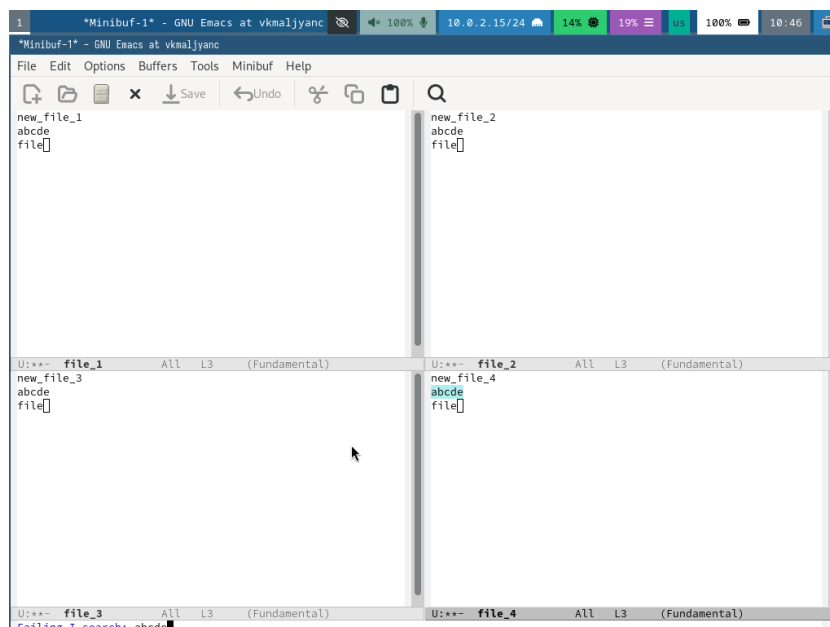 1 *Minibuf-1* - GNU Emacs at vkmaljyanc 100% 10.0.2.15/24 14% 19% us 100% 10:46
*Minibuf-1* - GNU Emacs at vkmaljyanc
File Edit Options Buffers Tools Minibuf Help
Save Undo
new_file_1
abcde
file
new_file_2
abcde
file
U:**- file_1 All L3 (Fundamental)
U:**- file_2 All L3 (Fundamental)
new_file_3
abcde
file
new_file_4
abcde
file
U:**- file_3 All L3 (Fundamental)
U:**- file_4 All L3 (Fundamental)
Failing I-search: abcde